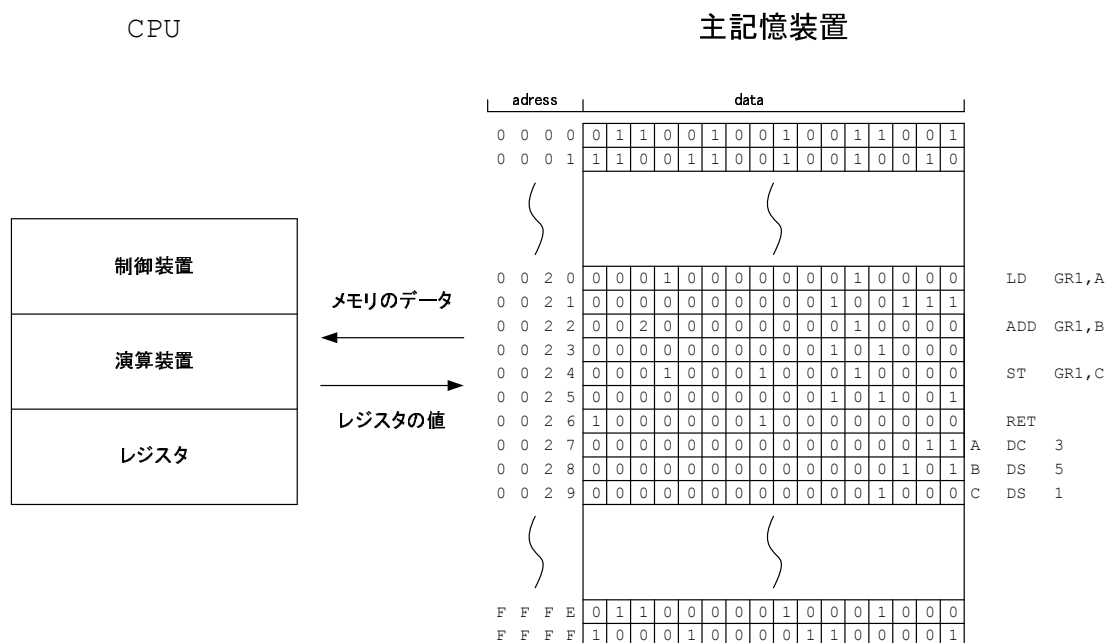 CPU
主記憶装置
adress data
0 0 0 0 0 1 1 0 0 1 0 0 1 0 0 1 1 0 0 1
0 0 0 1 1 1 0 0 1 1 0 0 1 0 0 1 0 0 1 0
制御装置
演算装置
レジスタ
メモリのデータ
レジスタの値
0 0 2 0 0 0 0 1 0 0 0 0 0 0 0 1 0 0 0 0 LD GR1,A
0 0 2 1 0 0 0 0 0 0 0 0 0 0 1 0 0 1 1 1
0 0 2 2 0 0 2 0 0 0 0 0 0 0 0 1 0 0 0 0 ADD GR1,B
0 0 2 3 0 0 0 0 0 0 0 0 0 0 1 0 1 0 0 0
0 0 2 4 0 0 0 1 0 0 0 1 0 0 0 1 0 0 0 0 ST GR1,C
0 0 2 5 0 0 0 0 0 0 0 0 0 0 1 0 1 0 0 1
0 0 2 6 1 0 0 0 0 0 0 1 0 0 0 0 0 0 0 0 RET
0 0 2 7 0 0 0 0 0 0 0 0 0 0 0 0 0 0 1 1 A DC 3
0 0 2 8 0 0 0 0 0 0 0 0 0 0 0 0 0 1 0 1 B DS 5
0 0 2 9 0 0 0 0 0 0 0 0 0 0 0 0 1 0 0 0 C DS 1
F F F E 0 1 1 0 0 0 0 0 1 0 0 0 1 0 0 0
F F F F 1 0 0 0 1 0 0 0 0 1 1 0 0 0 0 1